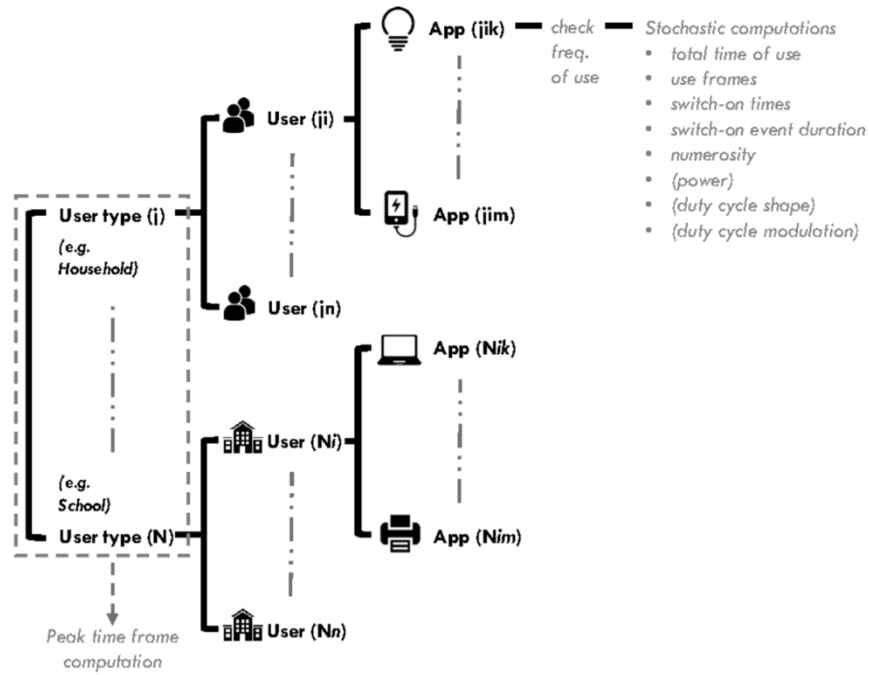 App (jik)
check
freq.
of use
Stochastic computations
• total time of use
• use frames
• switch-on times
• switch-on event duration
• numerosity
• (power)
• (duty cycle shape)
• (duty cycle modulation)
User (ji)
App (jim)
User type (j)
(e.g.
Household)
User (jn)
App (Nik)
User (Ni)
(e.g.
School)
User type (N)
App (Nim)
User (Nn)
Peak time frame
computation